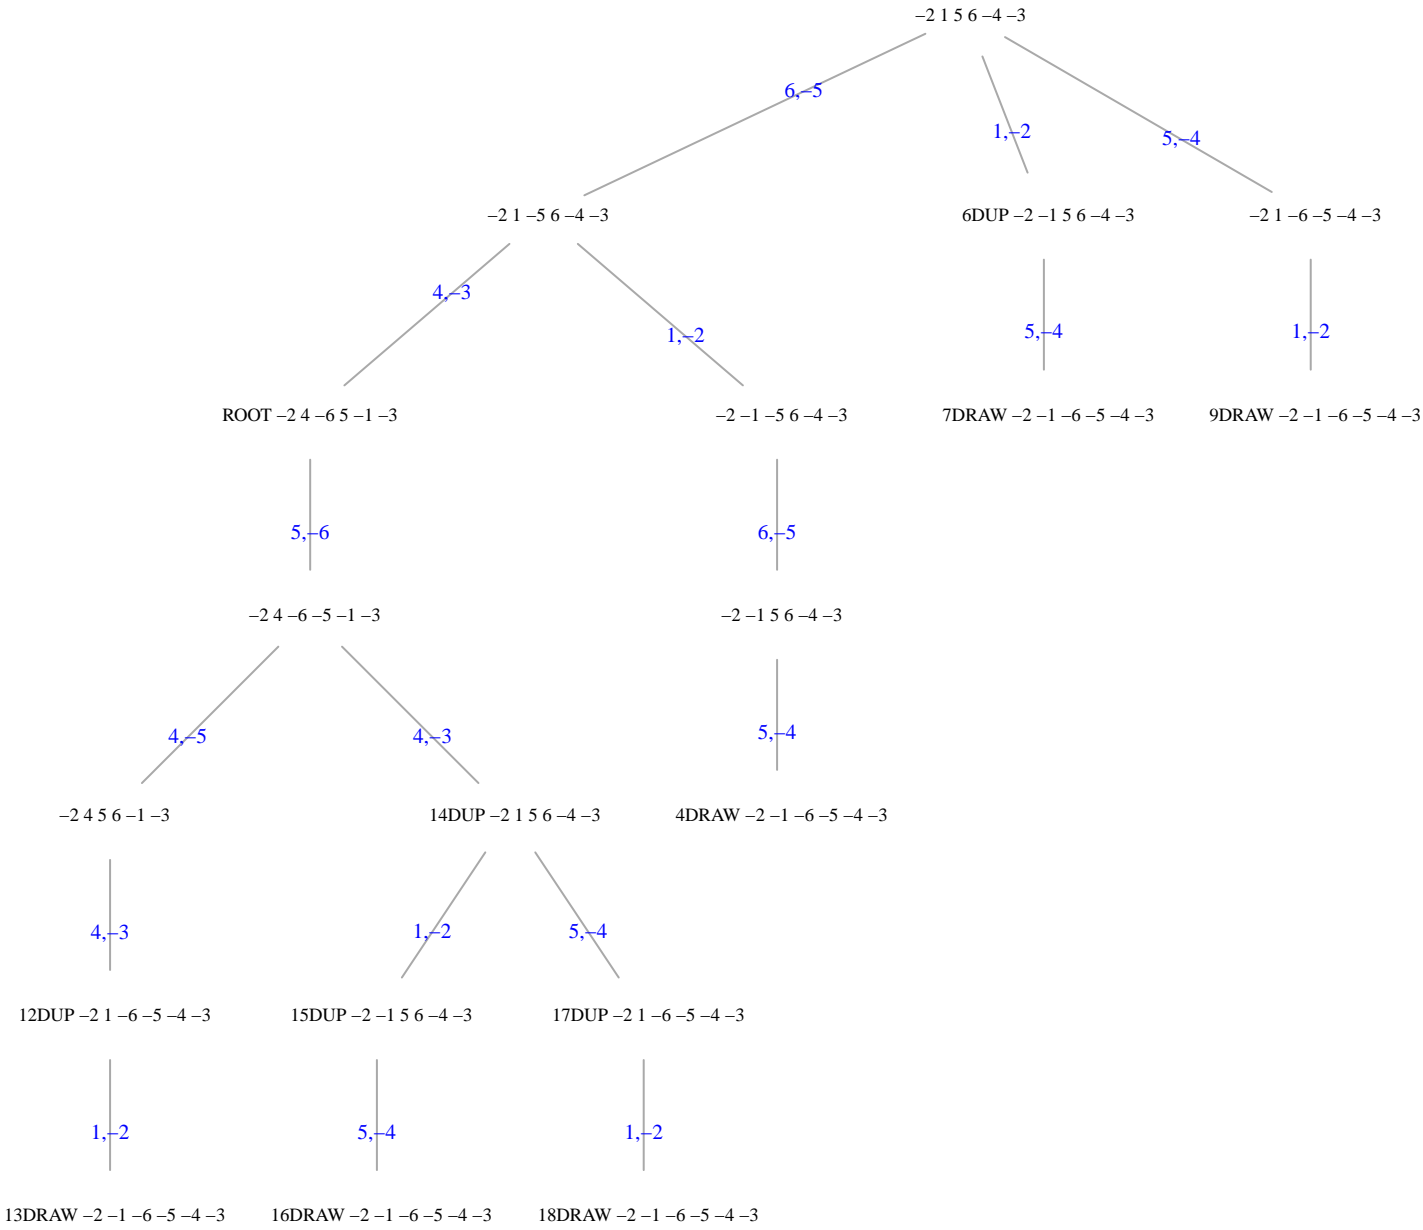 –2 1 5 6 –4 –3
6,–5
1,–2
5,–4
–2 1 –5 6 –4 –3
6DUP –2 –1 5 6 –4 –3
–2 1 –6 –5 –4 –3
4,–3
1,–2
5,–4
1,–2
ROOT –2 4 –6 5 –1 –3
–2 –1 –5 6 –4 –3
7DRAW –2 –1 –6 –5 –4 –3
9DRAW –2 –1 –6 –5 –4 –3
5,–6
6,–5
–2 4 –6 –5 –1 –3
–2 –1 5 6 –4 –3
4,–5
4,–3
5,–4
–2 4 5 6 –1 –3
14DUP –2 1 5 6 –4 –3
4DRAW –2 –1 –6 –5 –4 –3
4,–3
1,–2
5,–4
12DUP –2 1 –6 –5 –4 –3
15DUP –2 –1 5 6 –4 –3
17DUP –2 1 –6 –5 –4 –3
1,–2
5,–4
1,–2
13DRAW –2 –1 –6 –5 –4 –3
16DRAW –2 –1 –6 –5 –4 –3
18DRAW –2 –1 –6 –5 –4 –3